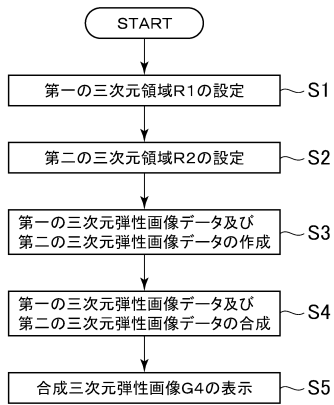 START
第一の三次元領域R1の設定
S1
第二の三次元領域R2の設定
S2
第一の三次元弾性画像データ及び
第二の三次元弾性画像データの作成
S3
第一の三次元弾性画像データ及び
第二の三次元弾性画像データの合成
S4
合成三次元弾性画像G4の表示
S5